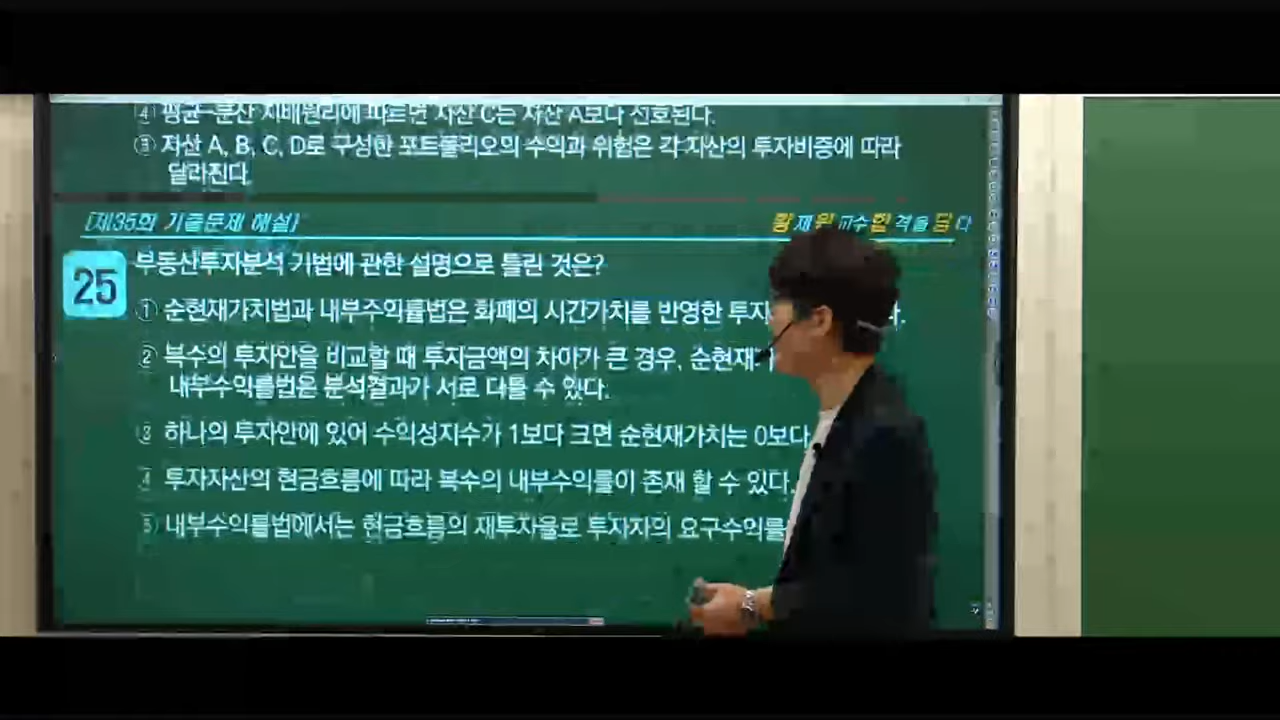 ④ 평균-분산 지배원리에 따르면 자산 C는 자산 A보다 선호된다.
⑤ 자산 A, B, C, D로 구성한 포트폴리오의 수익과 위험은 각 자산의 투자비중에 따라
달라진다.
[제35회 기출문제 해설]
황재원 교수 합격을 담다
25 부동산투자분석 기법에 관한 설명으로 틀린 것은?
① 순현재가치법과 내부수익률법은 화폐의 시간가치를 반영한 투자 다.
② 복수의 투자안을 비교할 때 투자금액의 차이가 큰 경우, 순현재
내부수익률법은 분석결과가 서로 다를 수 있다.
③ 하나의 투자안에 있어 수익성지수가 1보다 크면 순현재가치는 0보다
④ 투자자산의 현금흐름에 따라 복수의 내부수익률이 존재 할 수 있다.
⑤ 내부수익률법에서는 현금흐름의 재투자율로 투자자의 요구수익률